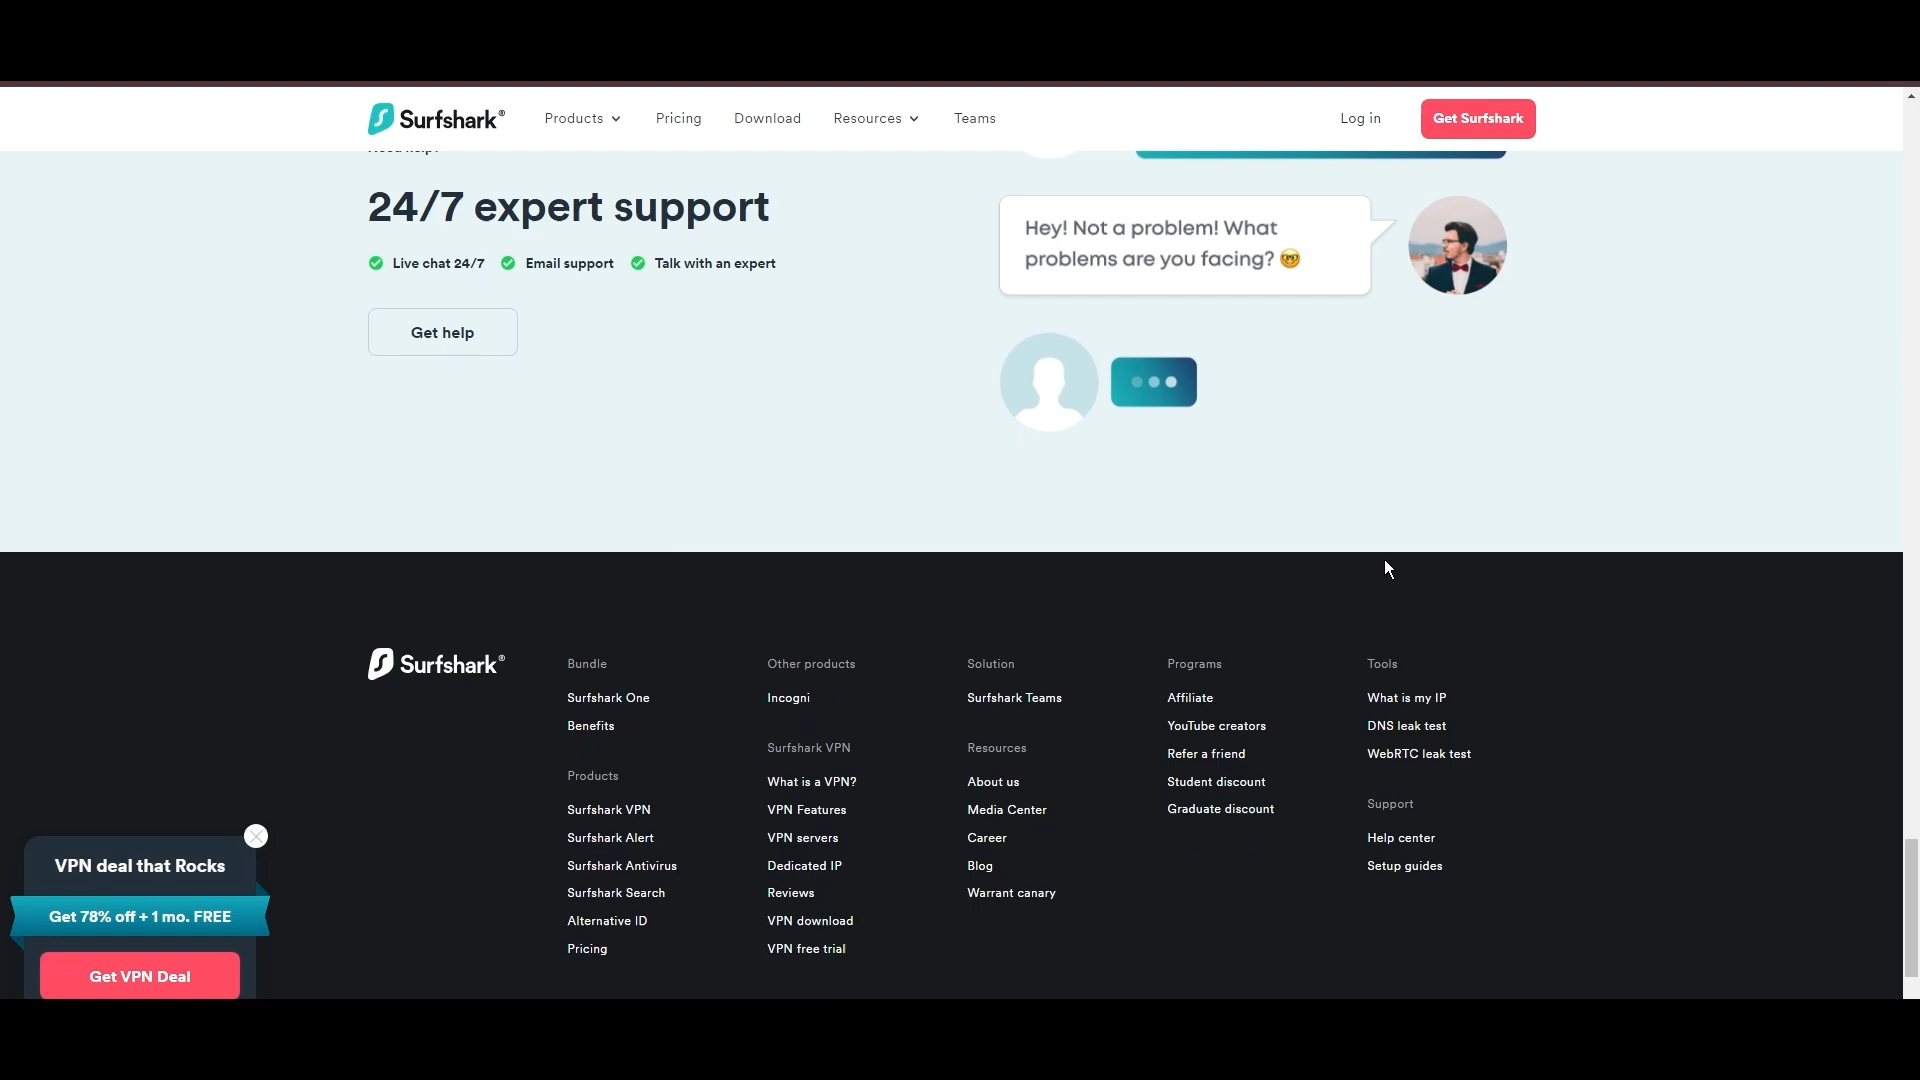 Surfshark®
Products
Pricing
Download
Resources
Teams
Log in
Get Surfshark
Need help?
24/7 expert support
Live chat 24/7
Email support
Talk with an expert
Get help
Hey! Not a problem! What
problems are you facing? 🤓
Surfshark®
Bundle
Surfshark One
Benefits
Products
Surfshark VPN
Surfshark Alert
Surfshark Antivirus
Surfshark Search
Alternative ID
Pricing
Other products
Incogni
Surfshark VPN
What is a VPN?
VPN Features
VPN servers
Dedicated IP
Reviews
VPN download
VPN free trial
Solution
Surfshark Teams
Resources
About us
Media Center
Career
Blog
Warrant canary
Programs
Affiliate
YouTube creators
Refer a friend
Student discount
Graduate discount
Tools
What is my IP
DNS leak test
WebRTC leak test
Support
Help center
Setup guides
VPN deal that Rocks
Get 78% off + 1 mo. FREE
Get VPN Deal